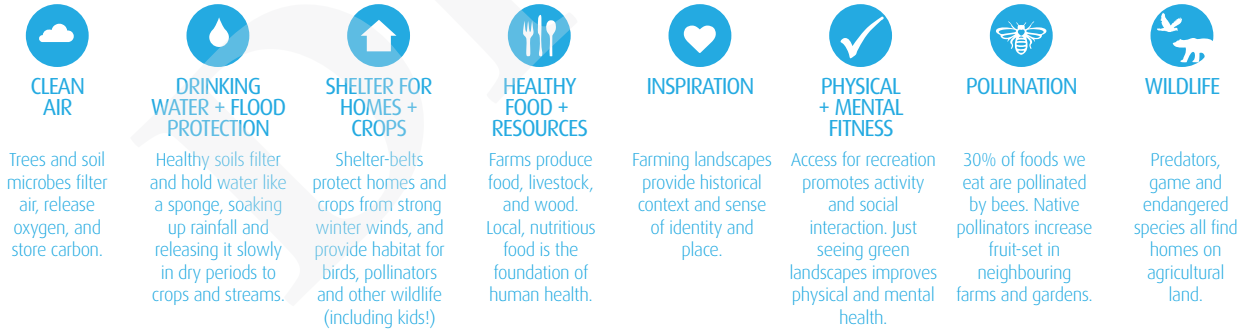 CLEAN
AIR
Trees and soil
microbes filter
air, release
oxygen, and
store carbon.
DRINKING
WATER + FLOOD
PROTECTION
Healthy soils filter
and hold water like
a sponge, soaking
up rainfall and
releasing it slowly
in dry periods to
crops and streams.
SHELTER FOR
HOMES +
CROPS
Shelter-belts
protect homes and
crops from strong
winter winds, and
provide habitat for
birds, pollinators
and other wildlife
(including kids!)
HEALTHY
FOOD +
RESOURCES
Farms produce
food, livestock,
and wood.
Local, nutritious
food is the
foundation of
human health.
INSPIRATION
Farming landscapes
provide historical
context and sense
of identity and
place.
PHYSICAL
+ MENTAL
FITNESS
Access for recreation
promotes activity
and social
interaction. Just
seeing green
landscapes improves
physical and mental
health.
POLLINATION
30% of foods we
eat are pollinated
by bees. Native
pollinators increase
fruit-set in
neighbouring
farms and gardens.
WILDLIFE
Predators,
game and
endangered
species all find
homes on
agricultural
land.